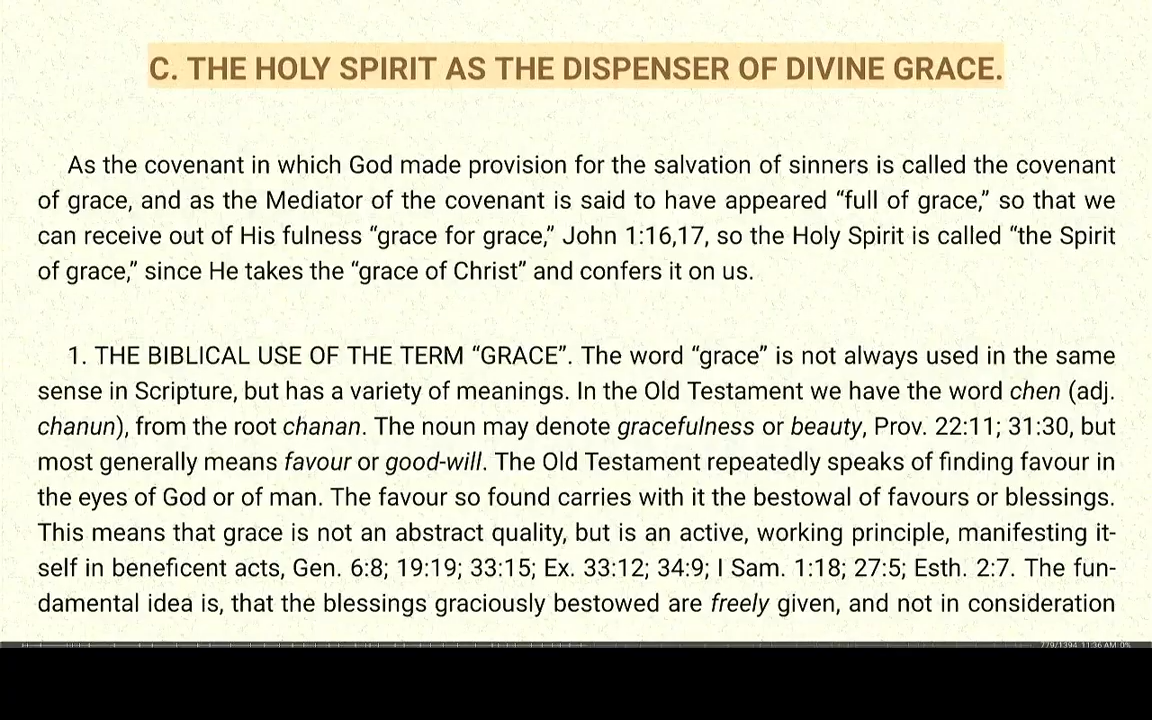 C. THE HOLY SPIRIT AS THE DISPENSER OF DIVINE GRACE.
As the covenant in which God made provision for the salvation of sinners is called the covenant
of grace, and as the Mediator of the covenant is said to have appeared “full of grace,” so that we
can receive out of His fulness “grace for grace,” John 1:16,17, so the Holy Spirit is called “the Spirit
of grace,” since He takes the “grace of Christ” and confers it on us.
1. THE BIBLICAL USE OF THE TERM “GRACE”. The word “grace” is not always used in the same
sense in Scripture, but has a variety of meanings. In the Old Testament we have the word chen (adj.
chanun), from the root chanan. The noun may denote gracefulness or beauty, Prov. 22:11; 31:30, but
most generally means favour or good-will. The Old Testament repeatedly speaks of finding favour in
the eyes of God or of man. The favour so found carries with it the bestowal of favours or blessings.
This means that grace is not an abstract quality, but is an active, working principle, manifesting it-
self in beneficent acts, Gen. 6:8; 19:19; 33:15; Ex. 33:12; 34:9; I Sam. 1:18; 27:5; Esth. 2:7. The fun-
damental idea is, that the blessings graciously bestowed are freely given, and not in consideration
779/1394 11:36 AM 0%